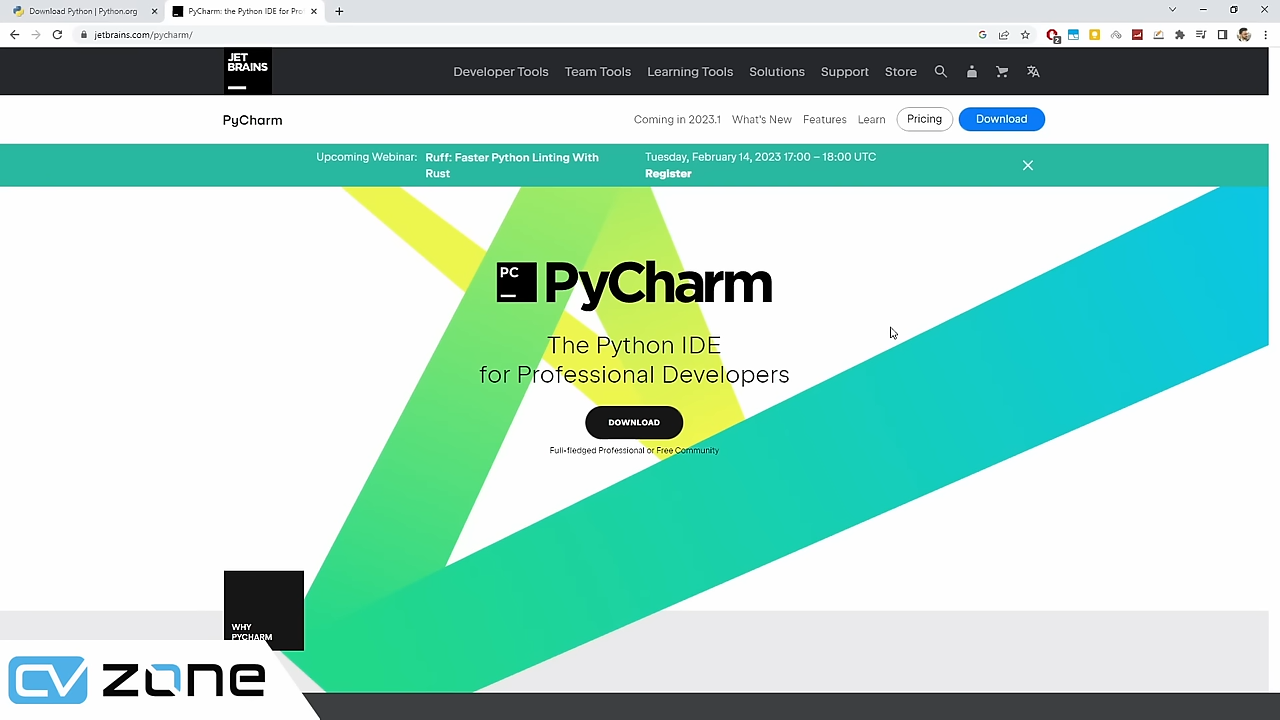 Download Python | Python.org
PyCharm: the Python IDE for Pro
jetbrains.com/pycharm/
2
JET
BRAINS
Developer Tools Team Tools Learning Tools Solutions Support Store
PyCharm
Coming in 2023.1 What's New Features Learn Pricing Download
Upcoming Webinar: Ruff: Faster Python Linting With
Rust
Tuesday, February 14, 2023 17:00 – 18:00 UTC
Register
PC
PyCharm
The Python IDE
for Professional Developers
DOWNLOAD
Full-fledged Professional or Free Community
WHY
PYCHARM
CV zone